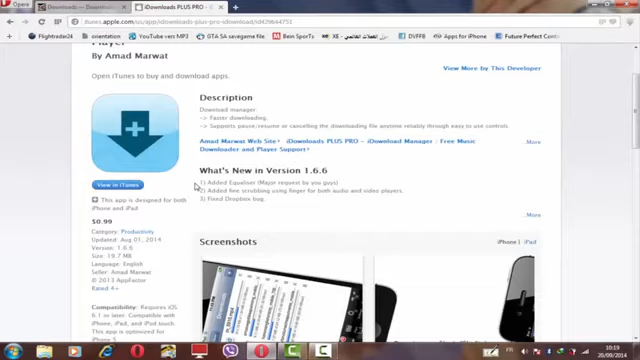 Opera
Downloads
iDownloads PLUS PRO - iDownload
itunes.apple.com/us/app/idownloads-plus-pro-idownload/id429644751
Flightradar24
orientation
YouTube vers MP3
GTA SA savegame file
Bein Sports
DVFFB
Apps for iPhone
Future Perfect Cont
Player
By Amad Marwat
View More by This Developer
Open iTunes to buy and download apps.
Description
Download manager:
-> Faster downloading.
-> Supports pause/resume or cancelling the downloading file anytime reliably through easy to use controls
Amad Marwat Web Site
iDownloads PLUS PRO - iDownload Manager : Free Music
Downloader and Player Support
...More
What's New in Version 1.6.6
1) Added Equaliser (Major request by you guys)
2) Added fine scrubbing using finger for both audio and video players.
3) Fixed Dropbox bug.
...More
View in iTunes
This app is designed for both
iPhone and iPad
$0.99
Category: Productivity
Updated: Aug 01, 2014
Version: 1.6.6
Size: 19.7 MB
Language: English
Seller: Amad Marwat
© 2013 AppFactor
Rated 4+
Compatibility: Requires iOS
6.1 or later. Compatible with
iPhone, iPad, and iPod touch.
This app is optimized for
Screenshots
iPhone | iPad
Downloads
FR
10:19
20/09/2014